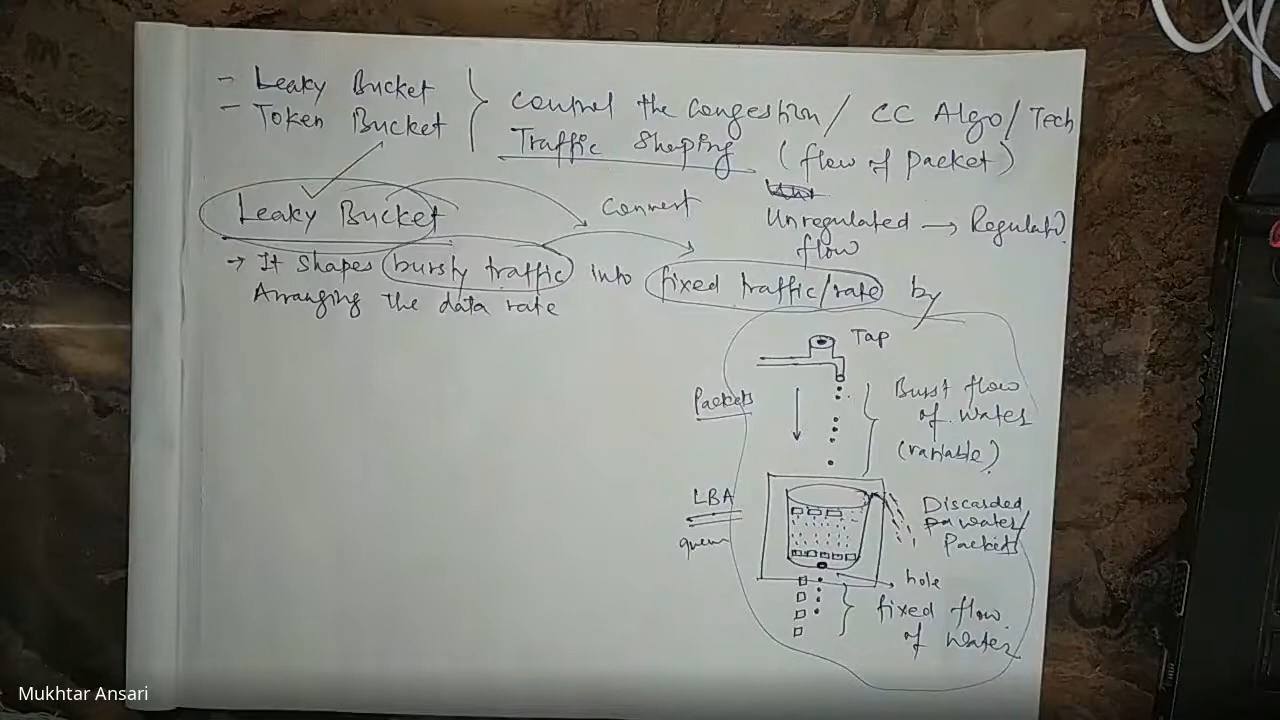 - Leaky Bucket
- Token Bucket
control the congestion / CC Algo / Tech
Traffic Shaping (flow of packet)
Leaky Bucket
Convert
Unregulated → Regulated
flow
→ It shapes bursty traffic into fixed traffic/rate by
Arranging the data rate
Tap
Packets
Burst flow
of water
(variable)
LBA
queue
Discarded
water/
Packets
hole
fixed flow
of water
Mukhtar Ansari